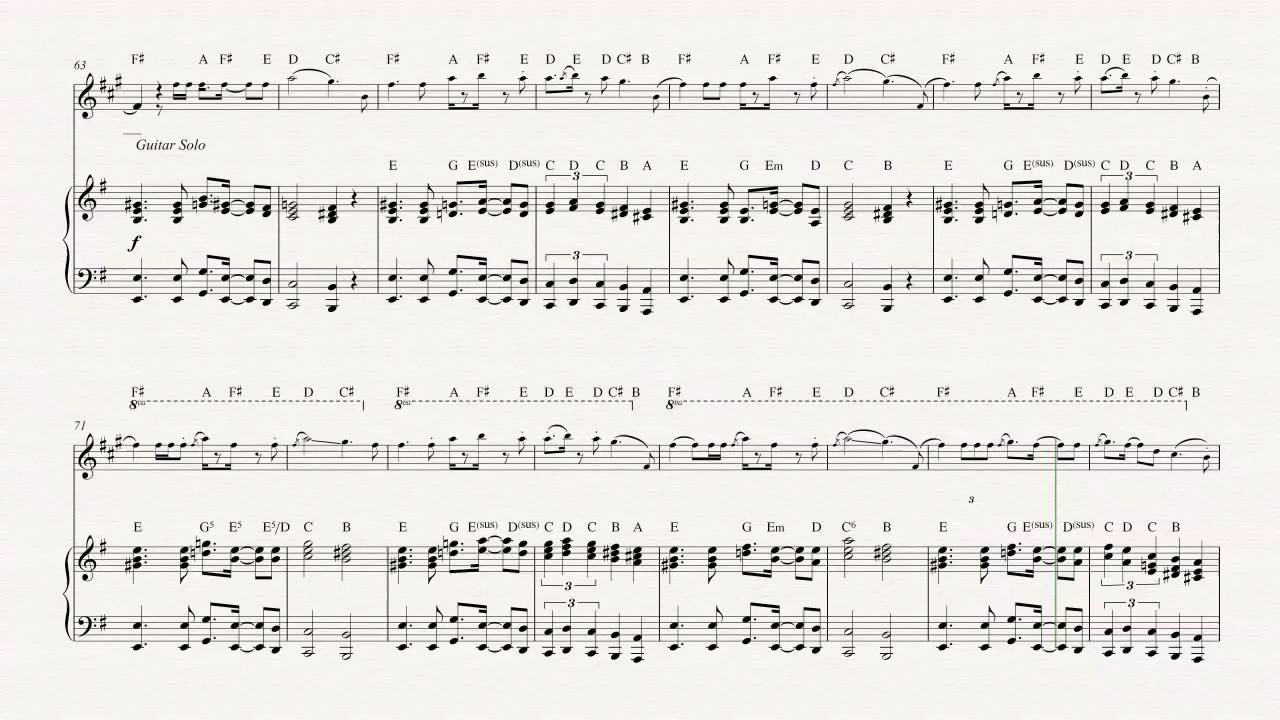 F♯ A F♯ E D C♯ F♯ A F♯ E D E D C♯ B F♯ A F♯ E D C♯ F♯ A F♯ E D E D C♯ B
63
Guitar Solo
E G E(sus) D(sus) C D C B A E G Em D C B E G E(sus) D(sus) C D C B A
3 3
f
3 3
F♯ A F♯ E D C♯ F♯ A F♯ E D E D C♯ B F♯ A F♯ E D C♯ F♯ A F♯ E D E D C♯ B
8va 8va 8va
71
3
E G5 E5 E5/D C B E G E(sus) D(sus) C D C B A E G Em D C6 B E G E(sus) D(sus) C D C B
3 3
3 3